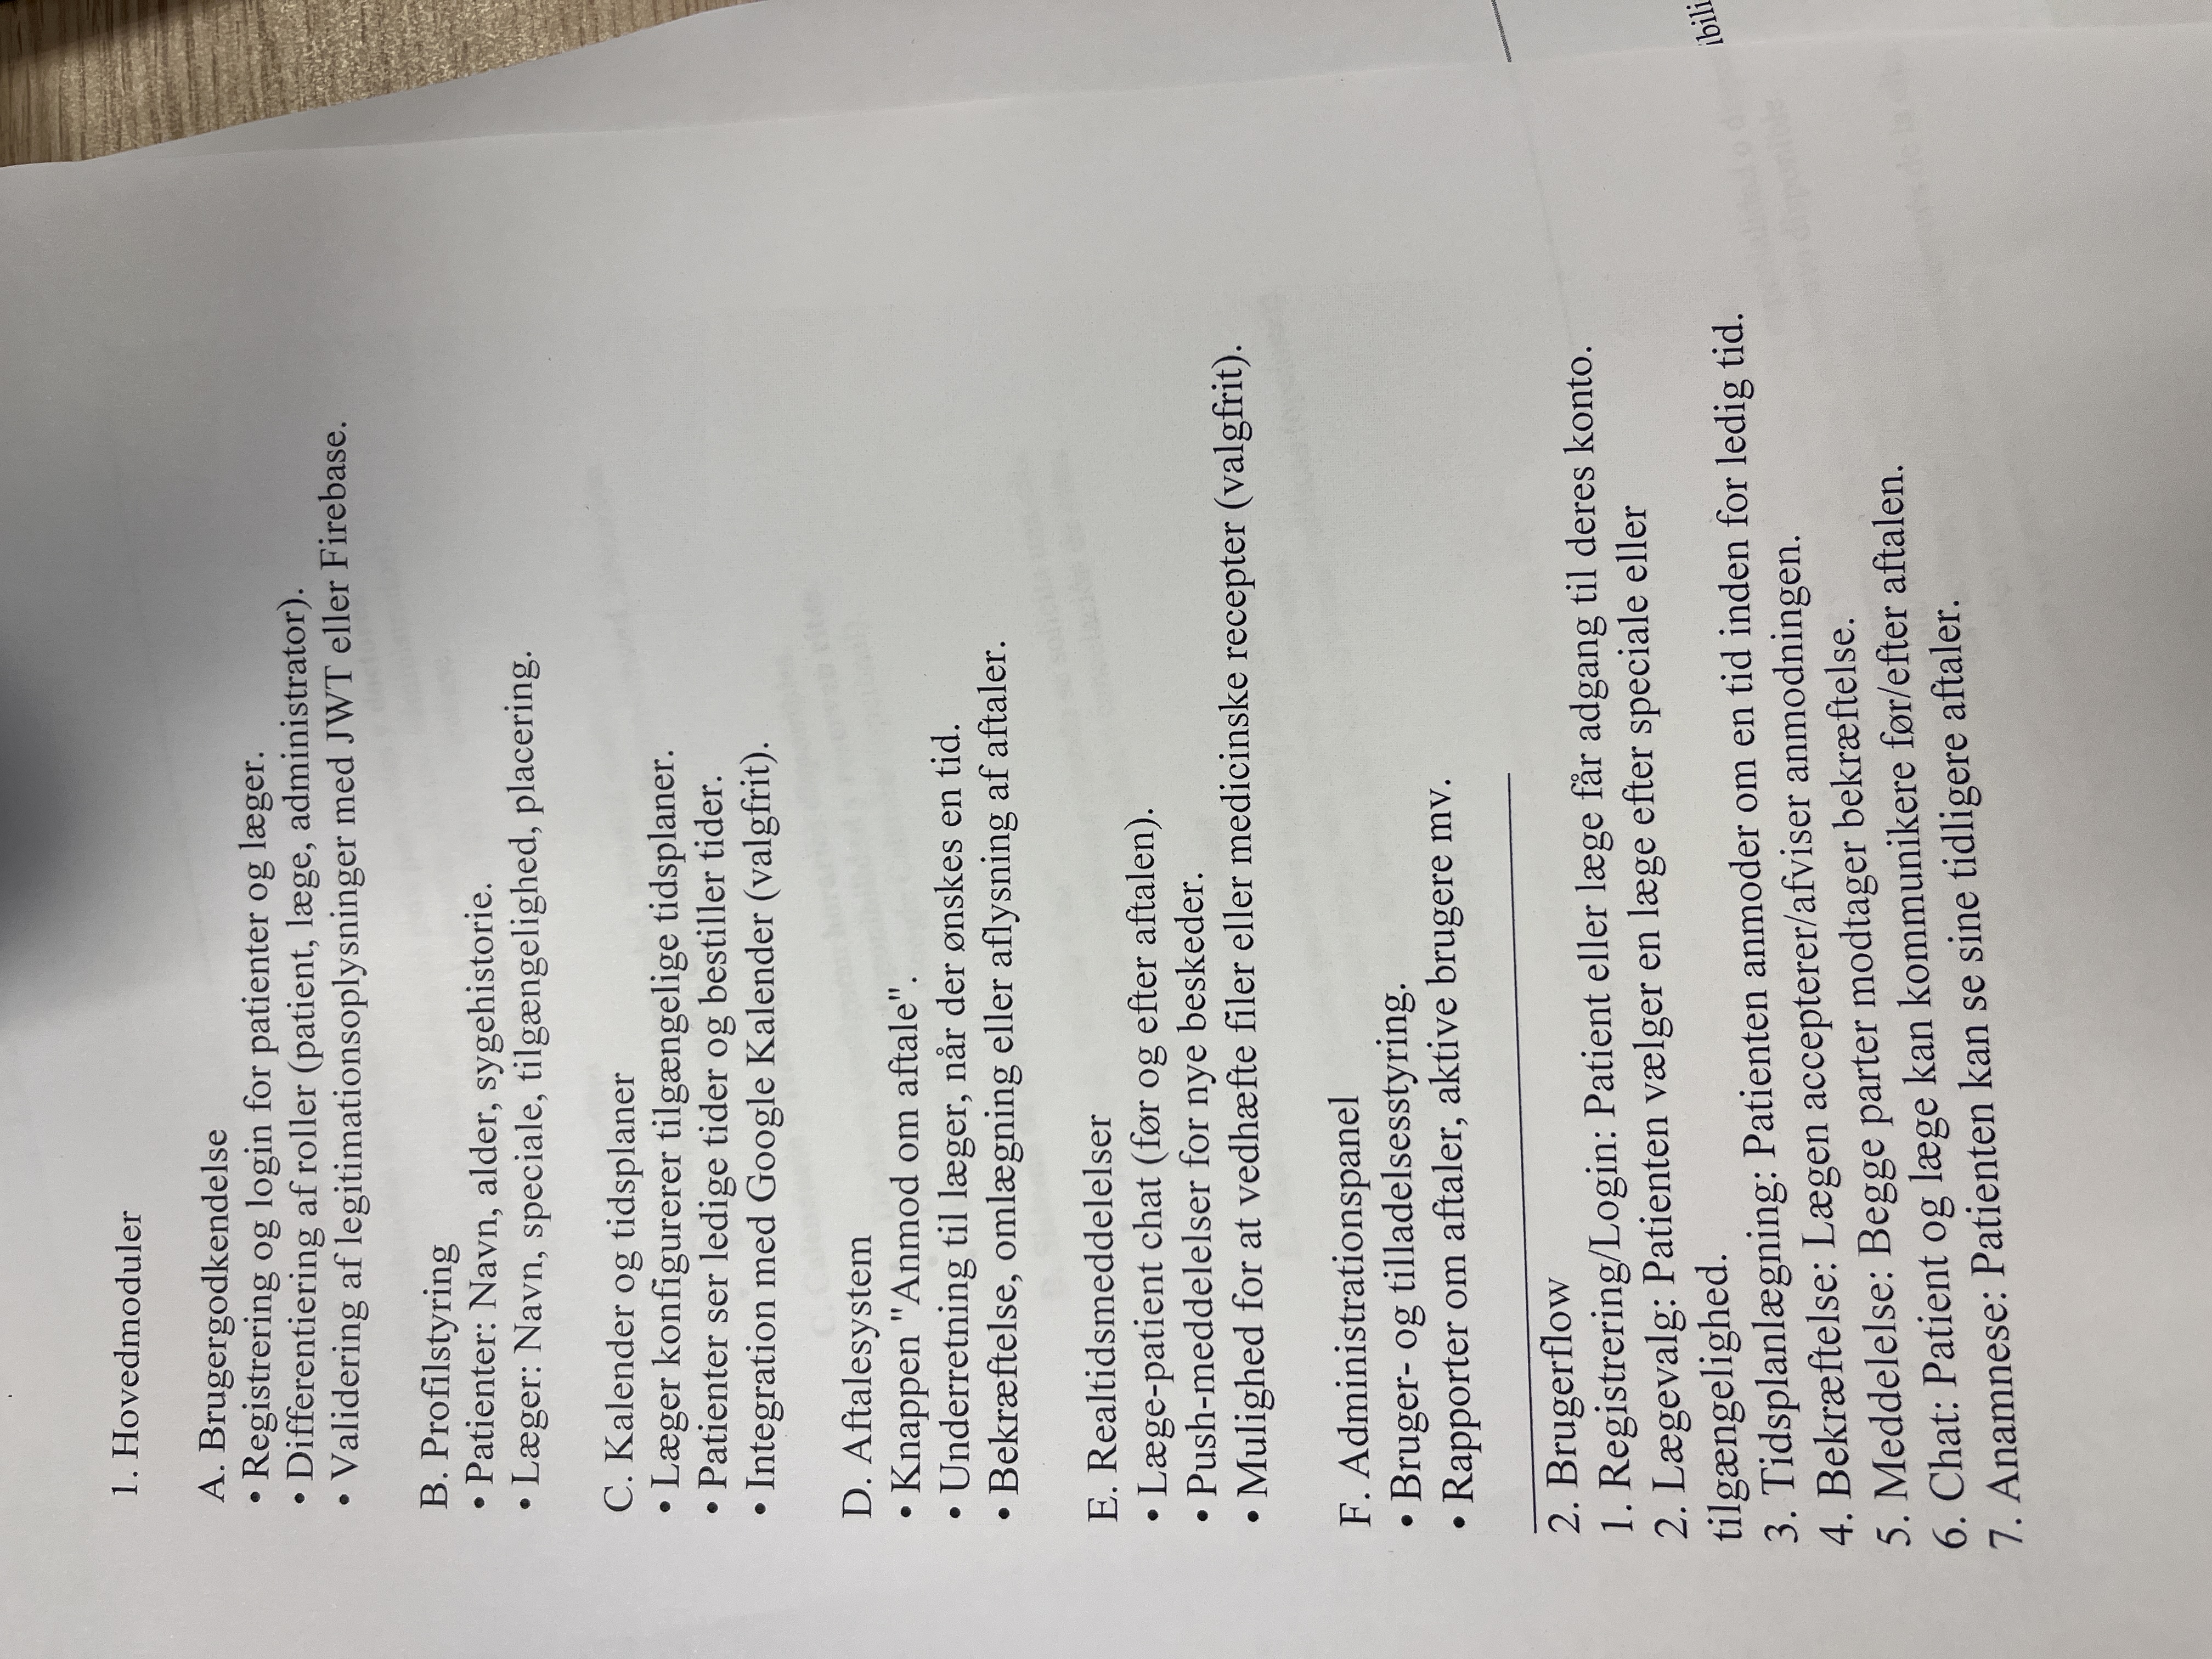 1. Hovedmoduler
A. Brugergodkendelse
• Registrering og login for patienter og læger.
• Differentiering af roller (patient, læge, administrator).
• Validering af legitimationsoplysninger med JWT eller Firebase.
B. Profilstyring
• Patienter: Navn, alder, sygehistorie.
• Læger: Navn, speciale, tilgængelighed, placering.
C. Kalender og tidsplaner
• Læger konfigurerer tilgængelige tidsplaner.
• Patienter ser ledige tider og bestiller tider.
• Integration med Google Kalender (valgfrit).
D. Aftalesystem
• Knappen "Anmod om aftale".
• Underretning til læger, når der ønskes en tid.
• Bekræftelse, omlægning eller aflysning af aftaler.
E. Realtidsmeddelelser
• Læge-patient chat (før og efter aftalen).
• Push-meddelelser for nye beskeder.
• Mulighed for at vedhæfte filer eller medicinske recepter (valgfrit).
F. Administrationspanel
• Bruger- og tilladelsesstyring.
• Rapporter om aftaler, aktive brugere mv.
2. Brugerflow
1. Registrering/Login: Patient eller læge får adgang til deres konto.
2. Lægevalg: Patienten vælger en læge efter speciale eller
tilgængelighed.
3. Tidsplanlægning: Patienten anmoder om en tid inden for ledig tid.
4. Bekræftelse: Lægen accepterer/afviser anmodningen.
5. Meddelelse: Begge parter modtager bekræftelse.
6. Chat: Patient og læge kan kommunikere før/efter aftalen.
7. Anamnese: Patienten kan se sine tidligere aftaler.